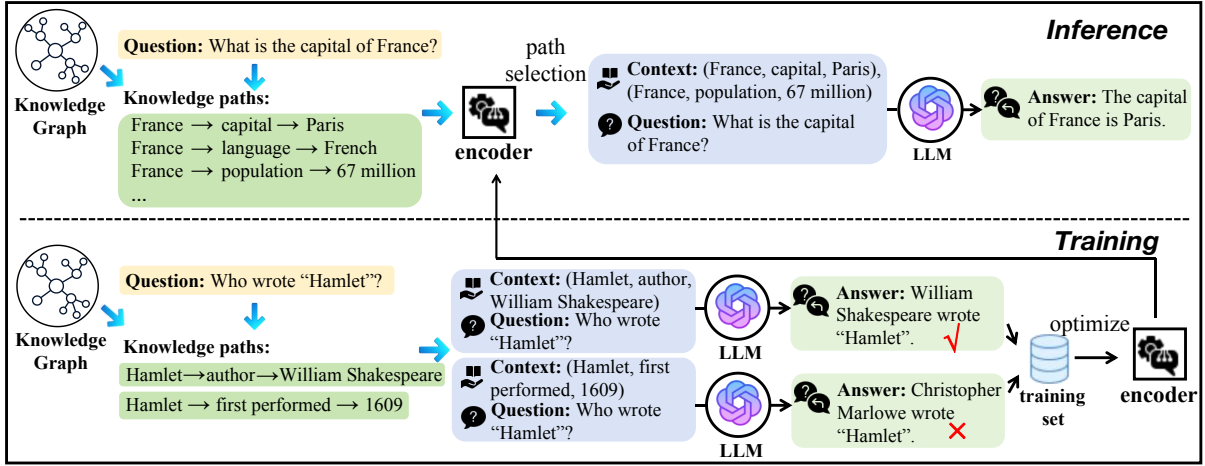 Inference
Knowledge
Graph
Question: What is the capital of France?
Knowledge paths:
France → capital → Paris
France → language → French
France → population → 67 million
...
encoder
path
selection
Context: (France, capital, Paris),
(France, population, 67 million)
Question: What is the capital
of France?
LLM
Answer: The capital
of France is Paris.
Training
Knowledge
Graph
Question: Who wrote “Hamlet”?
Knowledge paths:
Hamlet→author→William Shakespeare
Hamlet → first performed → 1609
Context: (Hamlet, author,
William Shakespeare)
Question: Who wrote
“Hamlet”?
LLM
Answer: William
Shakespeare wrote
“Hamlet”. √
Context: (Hamlet, first
performed, 1609)
Question: Who wrote
“Hamlet”?
LLM
Answer: Christopher
Marlowe wrote
“Hamlet”. ×
training
set
optimize
encoder